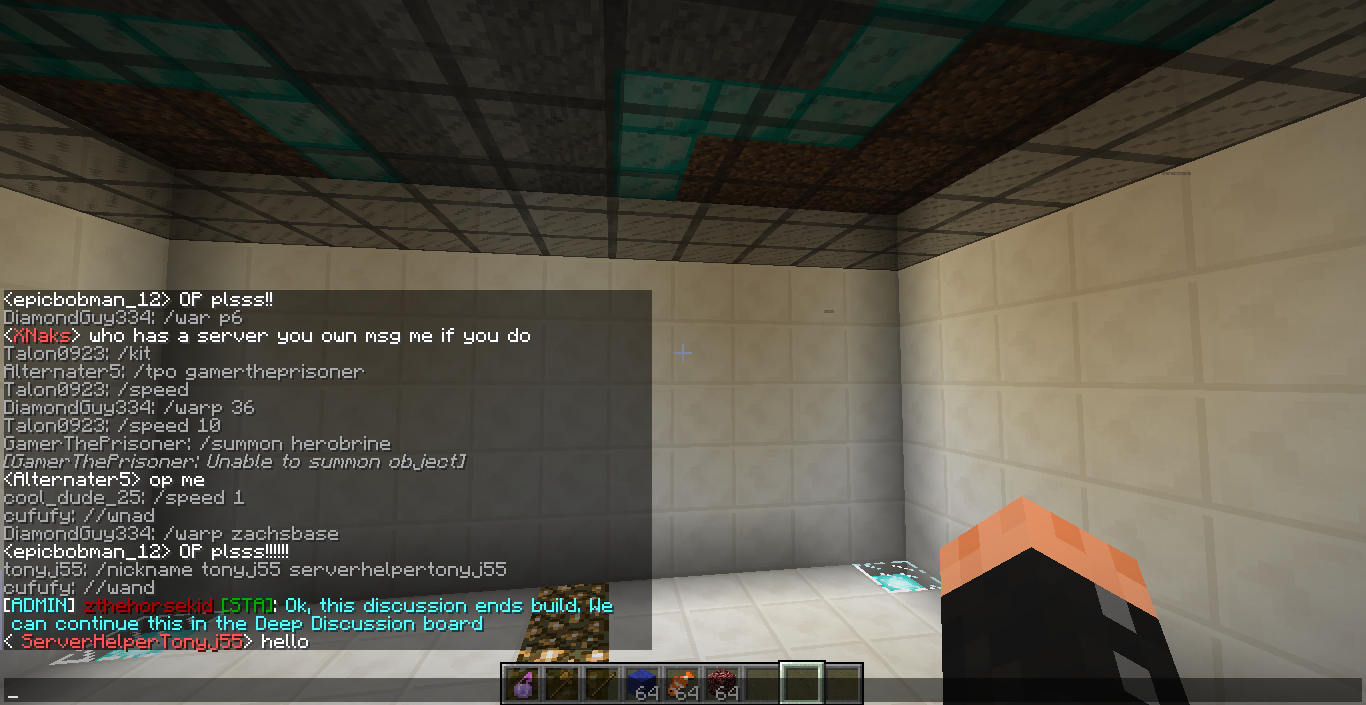 <epicbobman_12> OP plsss!!
DiamondGuy334: /war p6
<XNaks> who has a server you own msg me if you do
Talon0923: /kit
Alternater5: /tpo gamertheprisoner
Talon0923: /speed
DiamondGuy334: /warp 36
Talon0923: /speed 10
GamerThePrisoner: /summon herobrine
[GamerThePrisoner: Unable to summon object]
<Alternater5> op me
cool_dude_25: /speed 1
cufufy: //wnad
DiamondGuy334: /warp zachsbase
<epicbobman_12> OP plsss!!!!!!
tonyj55: /nickname tonyj55 serverhelpertonyj55
cufufy: //wand
[ADMIN] zthehorsekid [STA]: Ok, this discussion ends build. We
can continue this in the Deep Discussion board
< ServerHelperTonyj55> hello
_
64 64 64